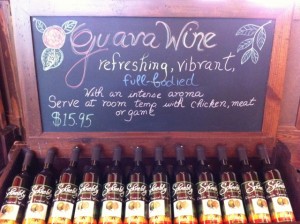 Guava Wine
refreshing, vibrant,
full-bodied
With an intense aroma
Serve at room temp with chicken, meat
or game
$15.95